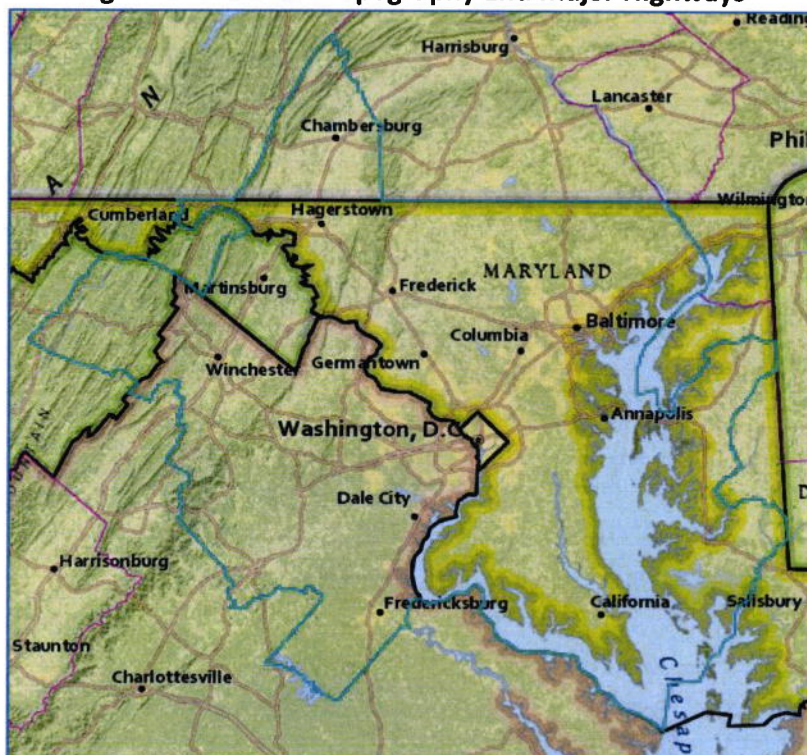 Reading
Harrisburg
N
Lancaster
Chambersburg
Phil
A
Wilmington
Cumberland
Hagerstown
MARYLAND
Martinsburg
Frederick
Baltimore
Columbia
Winchester
Germantown
Annapolis
Washington, D.C
Dale City
D
Harrisonburg
Fredericksburg
California
Salisbury
Staunton
Chesap
Charlottesville